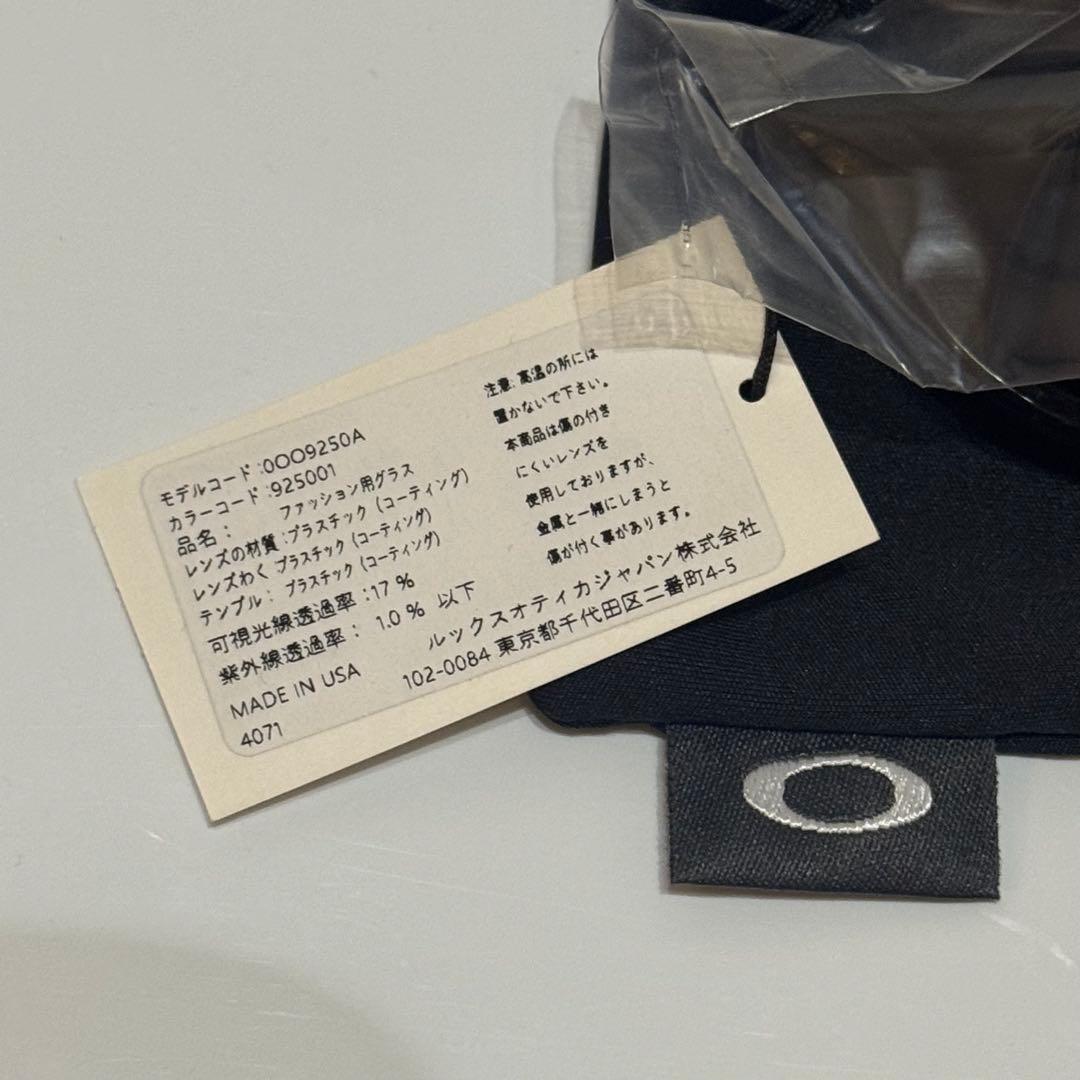 モデルコード :0OO9250A
カラーコード :925001
品名: ファッション用グラス
レンズの材質:プラスチック (コーティング)
レンズわく プラスチック (コーティング)
テンプル: プラスチック (コーティング)
可視光線透過率:17 %
紫外線透過率: 1.0 % 以下
MADE IN USA
4071
注意: 高温の所には
置かないで下さい。
本商品は傷の付き
にくいレンズを
使用しておりますが、
金属と一緒にしまうと
傷が付く事があります。
ルックスオティカジャパン株式会社
102-0084 東京都千代田区二番町4-5